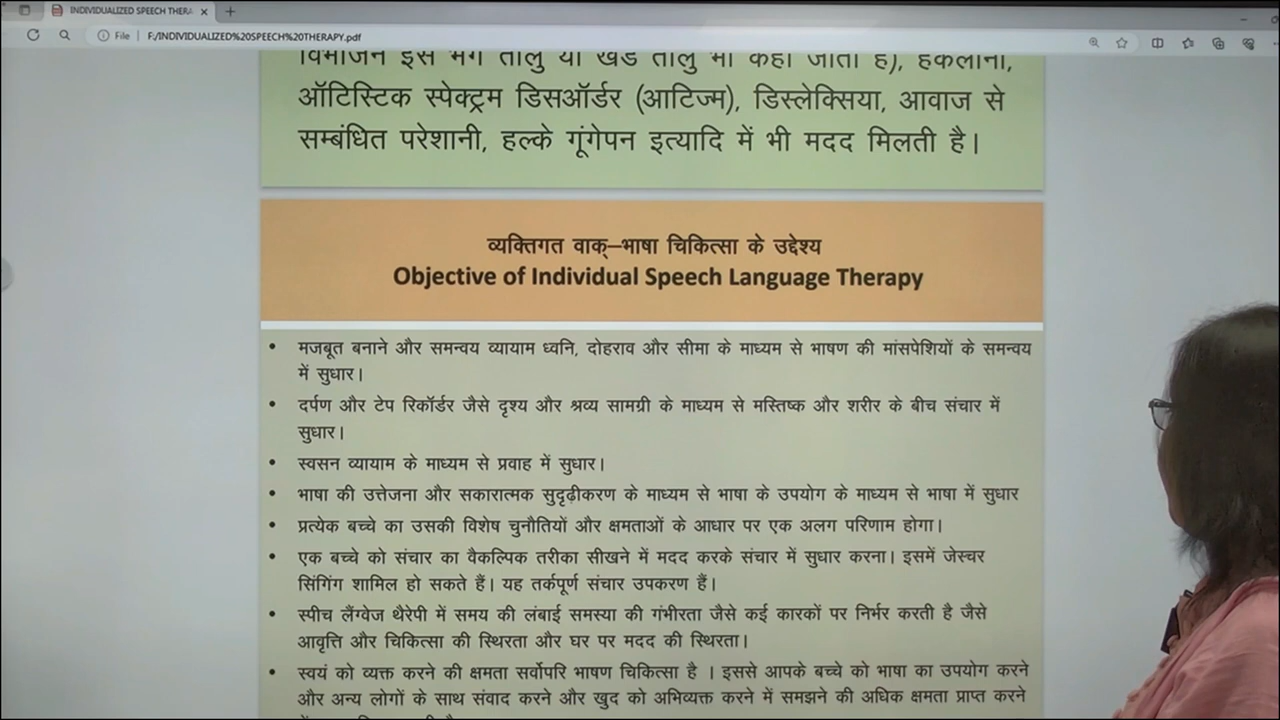 INDIVIDUALIZED SPEECH THERA
File
F:/INDIVIDUALIZED%20SPEECH%20THERAPY.pdf
विभाजन इसे भंग तालु या खंड तालु भी कहा जाता है), हकलाना,
ऑटिस्टिक स्पेक्ट्रम डिसऑर्डर (आटिज्म), डिस्लेक्सिया, आवाज से
सम्बंधित परेशानी, हल्के गूंगेपन इत्यादि में भी मदद मिलती है।
व्यक्तिगत वाक्–भाषा चिकित्सा के उद्देश्य
Objective of Individual Speech Language Therapy
• मजबूत बनाने और समन्वय व्यायाम ध्वनि, दोहराव और सीमा के माध्यम से भाषण की मांसपेशियों के समन्वय
में सुधार।
• दर्पण और टेप रिकॉर्डर जैसे दृश्य और श्रव्य सामग्री के माध्यम से मस्तिष्क और शरीर के बीच संचार में
सुधार।
• स्वसन व्यायाम के माध्यम से प्रवाह में सुधार।
• भाषा की उत्तेजना और सकारात्मक सुदृढ़ीकरण के माध्यम से भाषा के उपयोग के माध्यम से भाषा में सुधार
• प्रत्येक बच्चे का उसकी विशेष चुनौतियों और क्षमताओं के आधार पर एक अलग परिणाम होगा।
• एक बच्चे को संचार का वैकल्पिक तरीका सीखने में मदद करके संचार में सुधार करना। इसमें जेस्चर
सिंगिंग शामिल हो सकते हैं। यह तर्कपूर्ण संचार उपकरण हैं।
• स्पीच लैंग्वेज थैरेपी में समय की लंबाई समस्या की गंभीरता जैसे कई कारकों पर निर्भर करती है जैसे
आवृत्ति और चिकित्सा की स्थिरता और घर पर मदद की स्थिरता।
• स्वयं को व्यक्त करने की क्षमता सर्वोपरि भाषण चिकित्सा है । इससे आपके बच्चे को भाषा का उपयोग करने
और अन्य लोगों के साथ संवाद करने और खुद को अभिव्यक्त करने में समझने की अधिक क्षमता प्राप्त करने